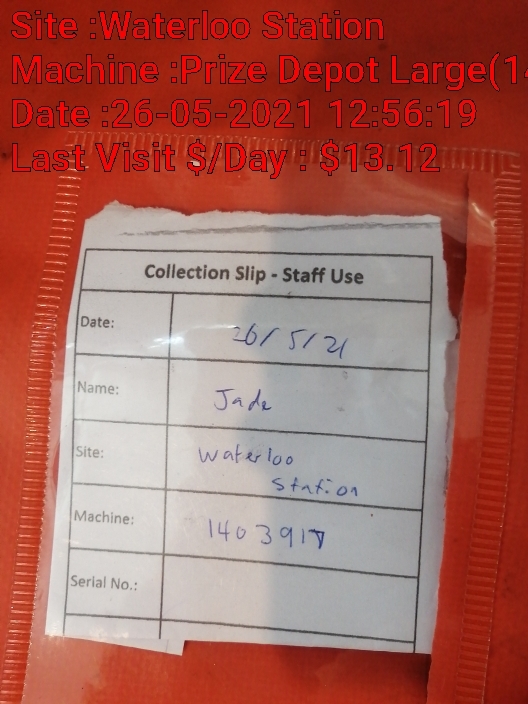 Site :Waterloo Station
Machine :Prize Depot Large(14
Date :26-05-2021 12:56:19
Last Visit $/Day : $13.12
Collection Slip - Staff Use
Date: 26/5/21
Name: Jade
Site: Waterloo
Station
Machine: 1403917
Serial No.: